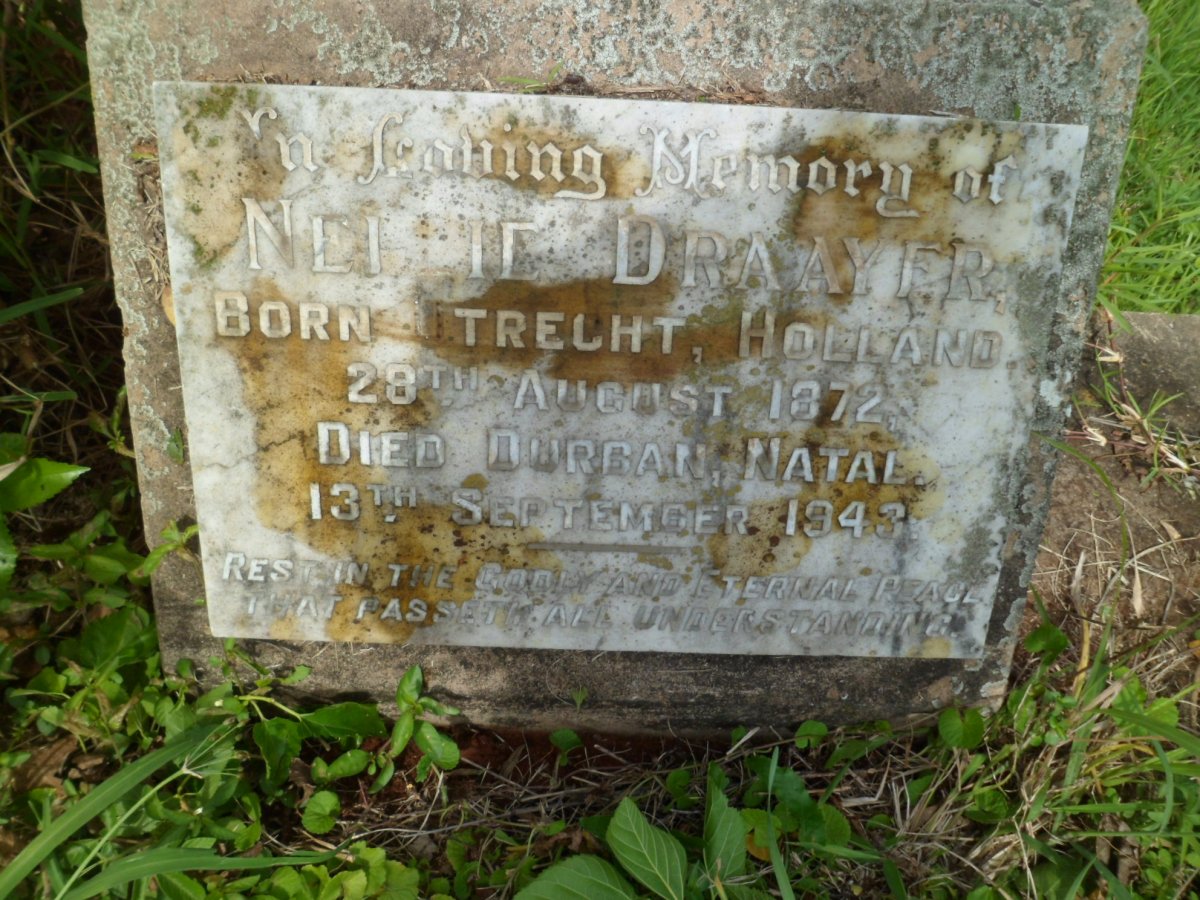 In Loving Memory of
NELLIE DRAAYER,
BORN UTRECHT, HOLLAND.
28TH AUGUST 1872,
DIED DURBAN, NATAL.
13TH SEPTEMBER 1943.
REST IN THE GODLY AND ETERNAL PEACE
THAT PASSETH ALL UNDERSTANDING.